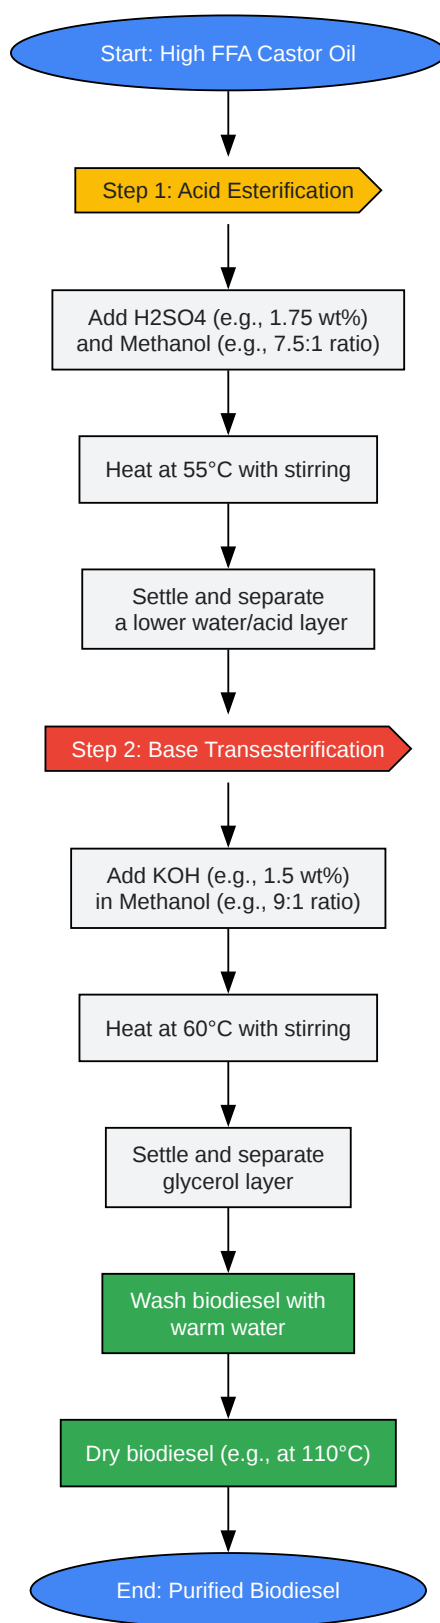 Start: High FFA Castor Oil
Step 1: Acid Esterification
Add H2SO4 (e.g., 1.75 wt%)
and Methanol (e.g., 7.5:1 ratio)
Heat at 55°C with stirring
Settle and separate
a lower water/acid layer
Step 2: Base Transesterification
Add KOH (e.g., 1.5 wt%)
in Methanol (e.g., 9:1 ratio)
Heat at 60°C with stirring
Settle and separate
glycerol layer
Wash biodiesel with
warm water
Dry biodiesel (e.g., at 110°C)
End: Purified Biodiesel